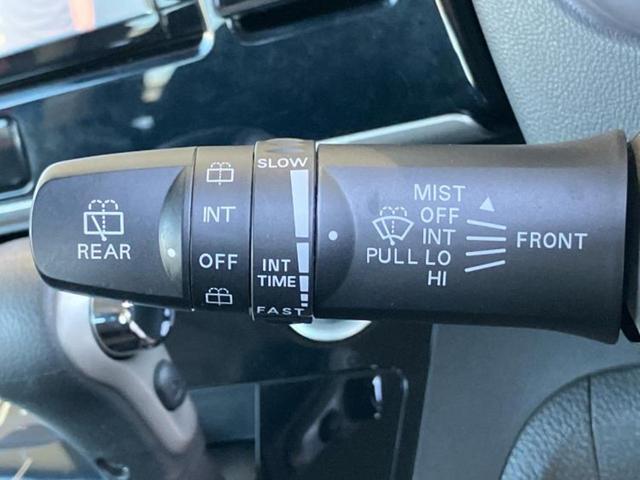 REAR
INT
OFF
SLOW
INT
TIME
FAST
MIST
OFF
INT
PULL LO
HI
FRONT